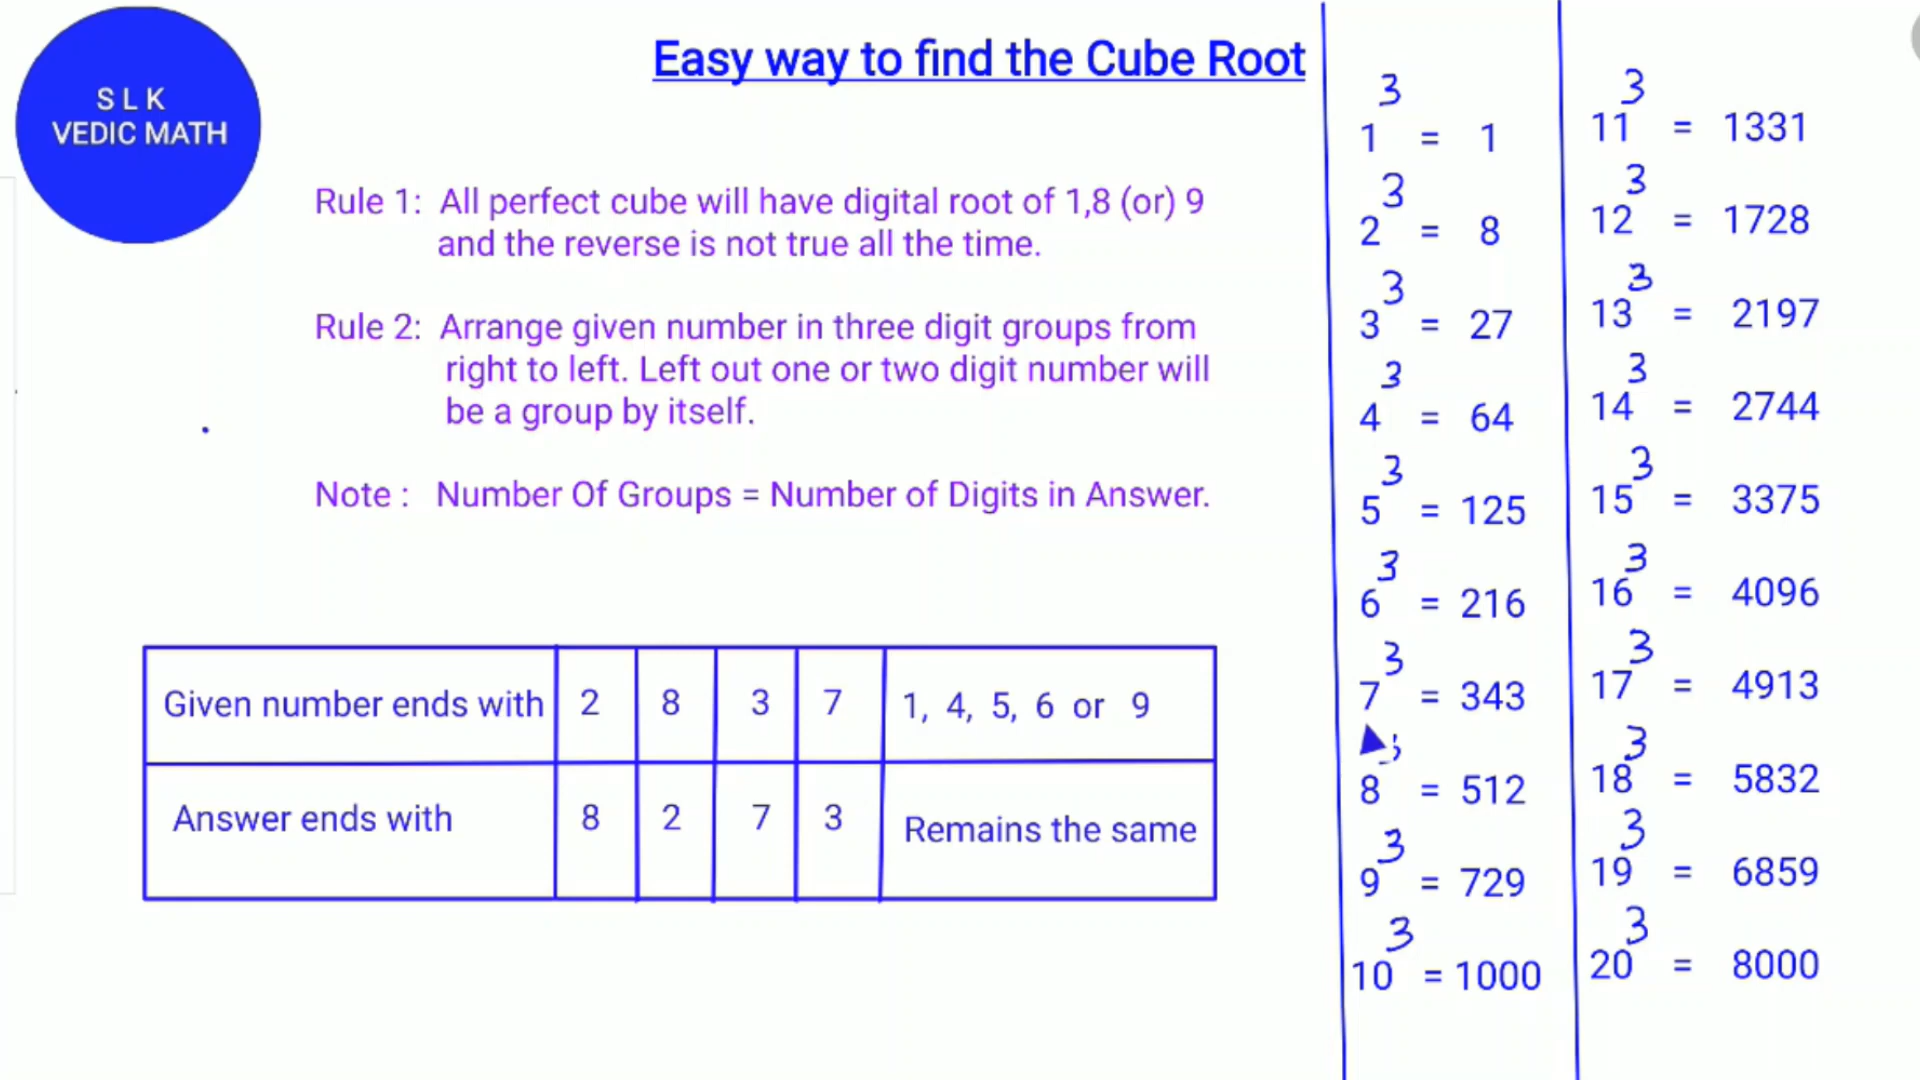 S L K
VEDIC MATH
Easy way to find the Cube Root
Rule 1: All perfect cube will have digital root of 1,8 (or) 9
and the reverse is not true all the time.
Rule 2: Arrange given number in three digit groups from
right to left. Left out one or two digit number will
be a group by itself.
Note : Number Of Groups = Number of Digits in Answer.
Given number ends with 2 8 3 7 1, 4, 5, 6 or 9
Answer ends with 8 2 7 3 Remains the same
1³ = 1
2³ = 8
3³ = 27
4³ = 64
5³ = 125
6³ = 216
7³ = 343
8³ = 512
9³ = 729
10³ = 1000
11³ = 1331
12³ = 1728
13³ = 2197
14³ = 2744
15³ = 3375
16³ = 4096
17³ = 4913
18³ = 5832
19³ = 6859
20³ = 8000